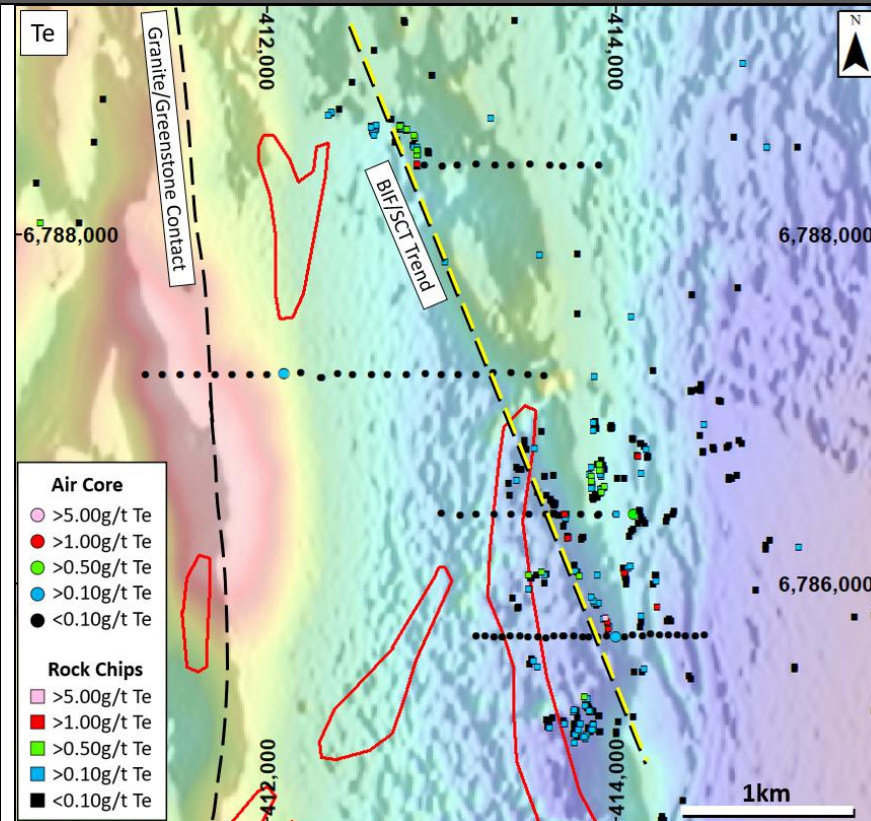 Te
412,000
414,000
N
Granite/Greenstone Contact
BIF/SCT Trend
6,788,000
6,788,000
Air Core
>5.00g/t Te
>1.00g/t Te
>0.50g/t Te
>0.10g/t Te
<0.10g/t Te
6,786,000
Rock Chips
>5.00g/t Te
>1.00g/t Te
>0.50g/t Te
>0.10g/t Te
<0.10g/t Te
412,000
414,000
1km